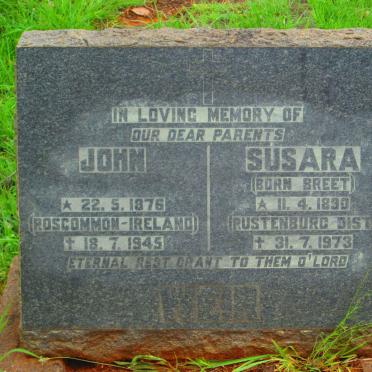 IN LOVING MEMORY OF
OUR DEAR PARENTS
JOHN
* 22.5.1876
(ROSCOMMON-IRELAND)
† 18.7.1945
SUSARA
(BORN BREET)
* 11.4.1890
(RUSTENBURG DIST
† 31.7.1973
ETERNAL REST GRANT TO THEM O'LORD
WEIR